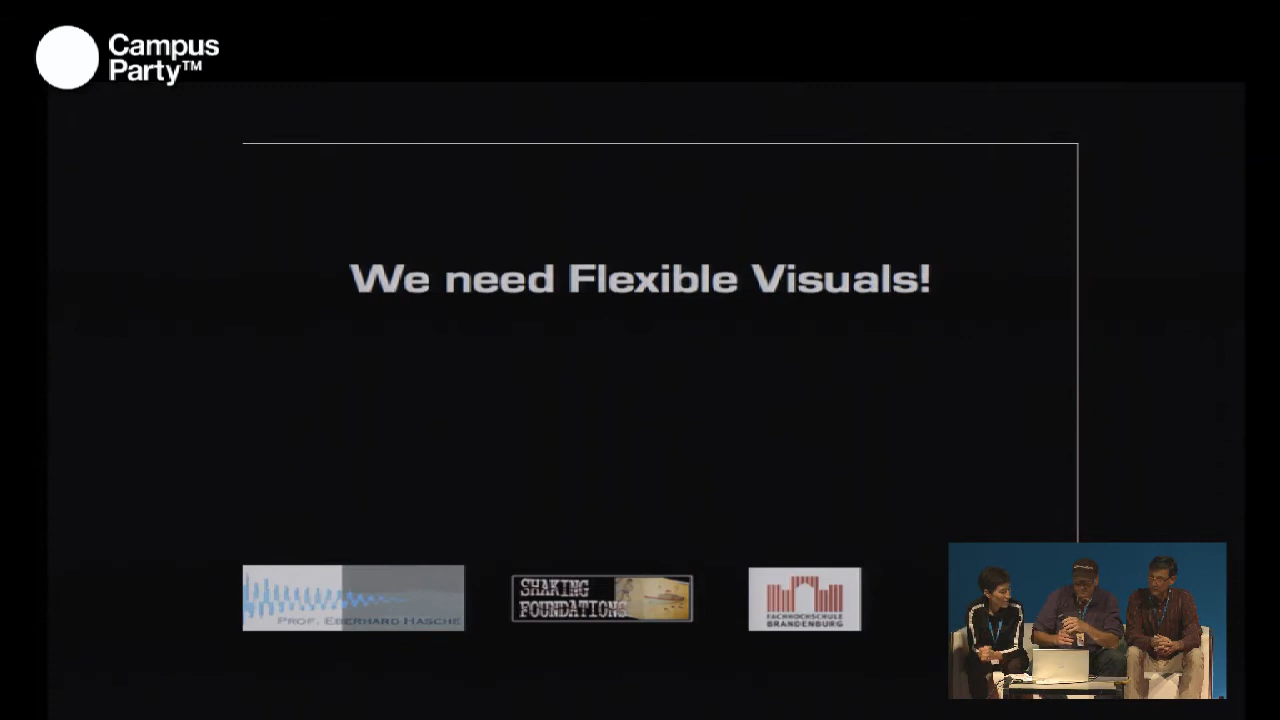 Campus
Party™
We need Flexible Visuals!
PROF. EBERHARD HASCHE
SHAKING
FOUNDATIONS
FACHHOCHSCHULE
BRANDENBURG